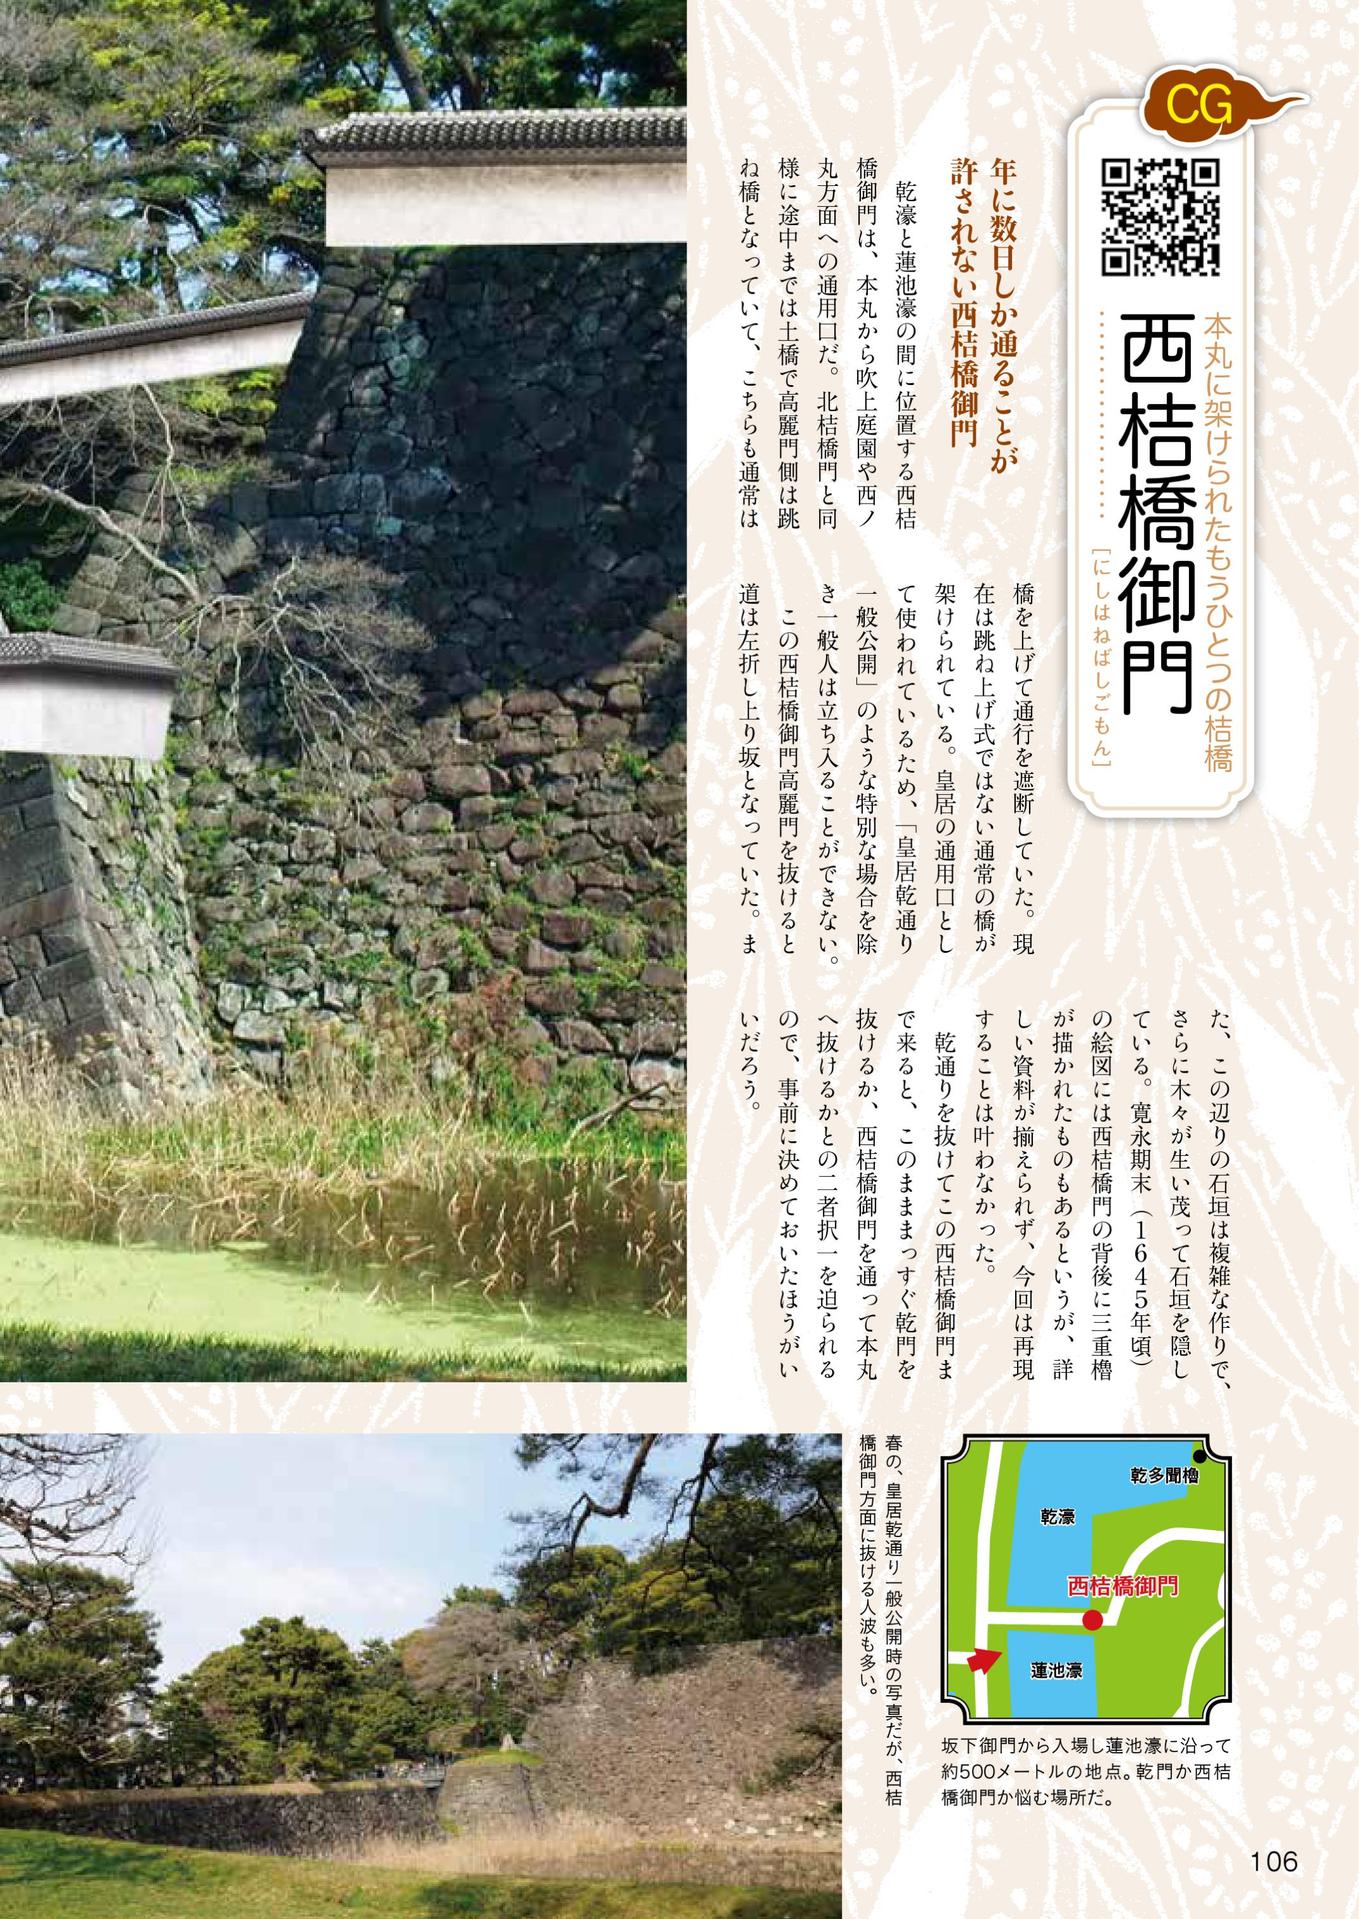 CG
本丸に架けられたもうひとつの桔橋
西桔橋御門
［にしはねばしごもん］
年に数日しか通ることが
許されない西桔橋御門
乾濠と蓮池濠の間に位置する西桔
橋御門は、本丸から吹上庭園や西ノ
丸方面への通用口だ。北桔橋門と同
様に途中までは土橋で高麗門側は跳
ね橋となっていて、こちらも通常は
橋を上げて通行を遮断していた。現
在は跳ね上げ式ではない通常の橋が
架けられている。皇居の通用口とし
て使われているため、「皇居乾通り
一般公開」のような特別な場合を除
き一般人は立ち入ることができない。
この西桔橋御門高麗門を抜けると
道は左折し上り坂となっていた。ま
た、この辺りの石垣は複雑な作りで、
さらに木々が生い茂って石垣を隠し
ている。寛永期末（1645年頃）
の絵図には西桔橋門の背後に三重櫓
が描かれたものもあるというが、詳
しい資料が揃えられず、今回は再現
することは叶わなかった。
乾通りを抜けてこの西桔橋御門ま
で来ると、このまままっすぐ乾門を
抜けるか、西桔橋御門を通って本丸
へ抜けるかとの二者択一を迫られる
ので、事前に決めておいたほうがい
いだろう。
春の、皇居乾通り一般公開時の写真だが、西桔
橋御門方面に抜ける人波も多い。
乾多聞櫓
乾濠
西桔橋御門
蓮池濠
坂下御門から入場し蓮池濠に沿って
約500メートルの地点。乾門か西桔
橋御門か悩む場所だ。
106